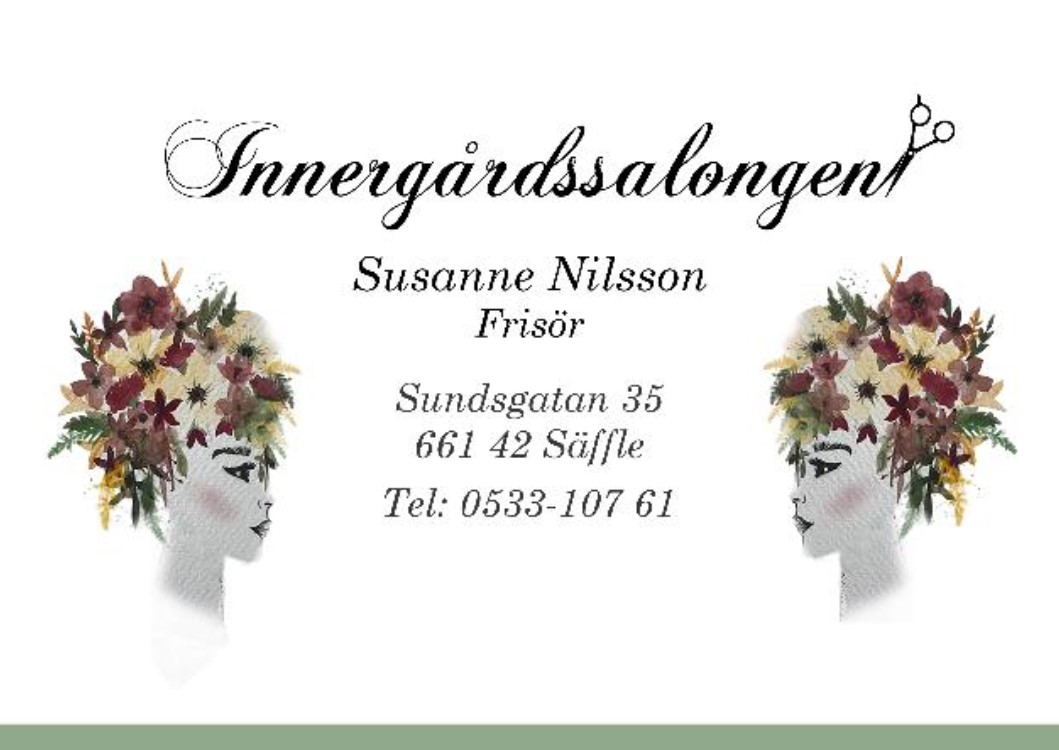 Innergårdssalongen
Susanne Nilsson
Frisör
Sundsgatan 35
661 42 Säffle
Tel: 0533-107 61